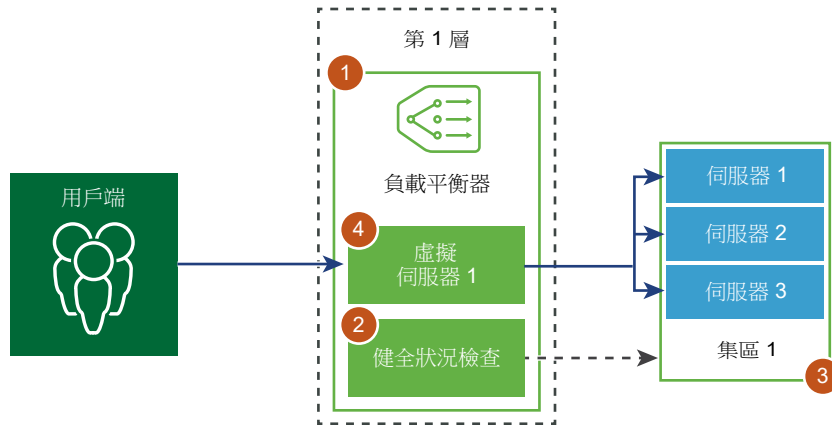 第 1 層
1
負載平衡器
用戶端
4
虛擬
伺服器 1
2
健全狀況檢查
伺服器 1
伺服器 2
伺服器 3
集區 1
3